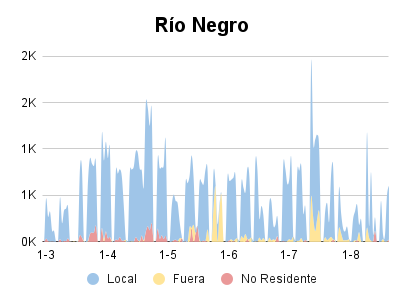 Río Negro
2K
2K
1K
1K
0K
1-3 1-4 1-5 1-6 1-7 1-8
Local Fuera No Residente